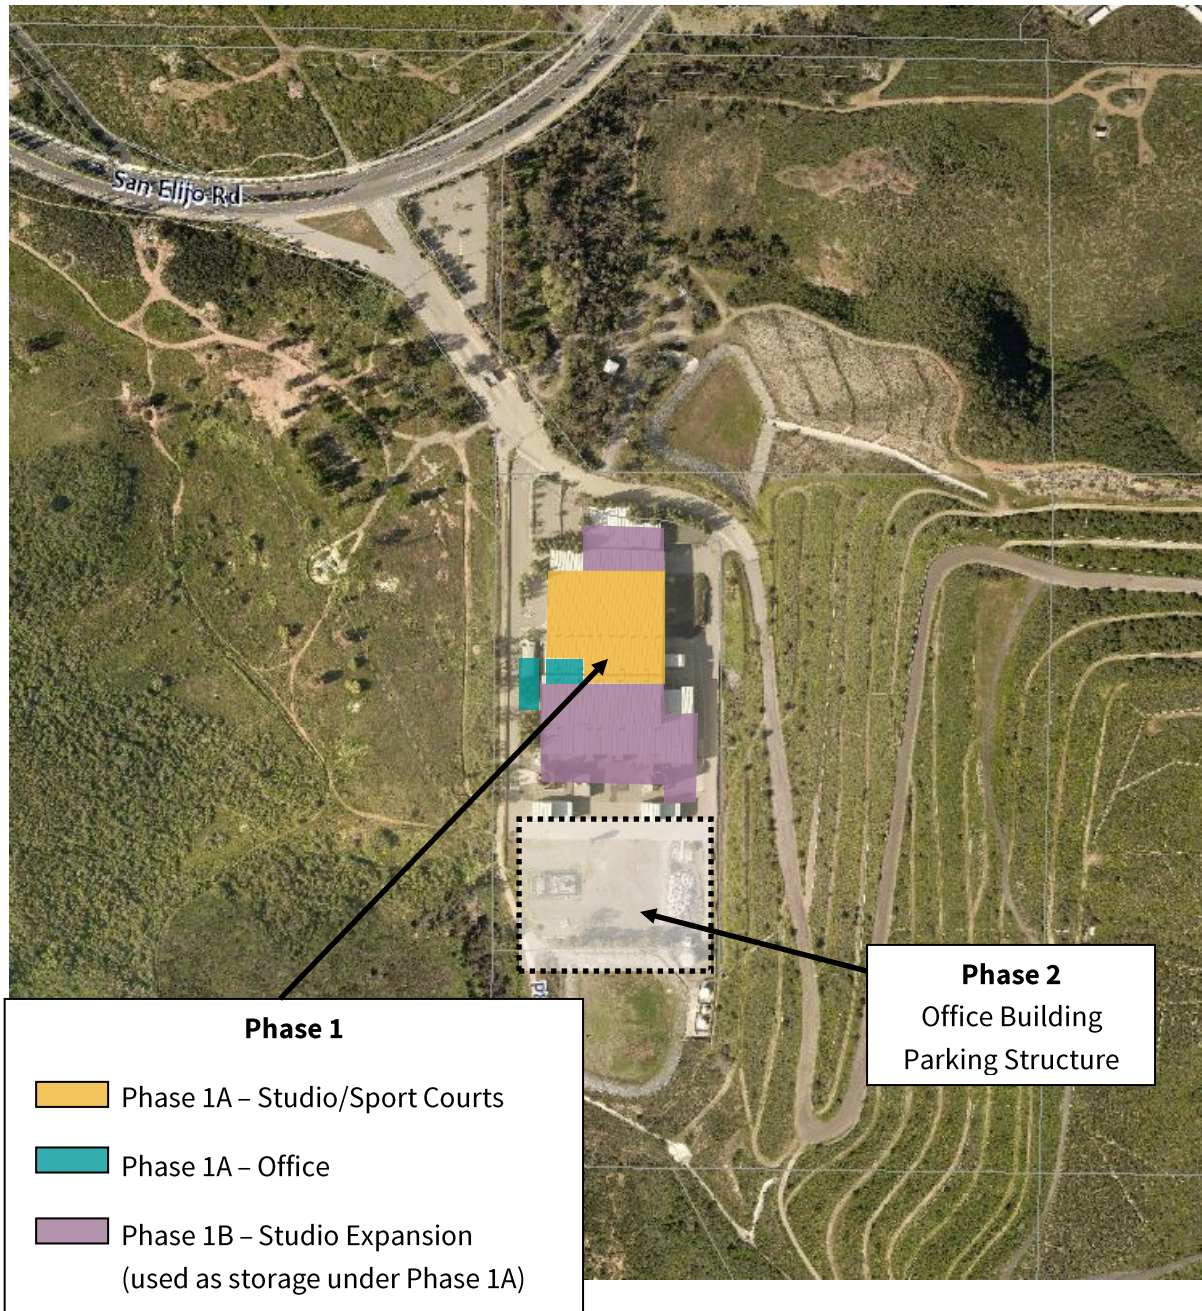 San Elijo Rd
Phase 2
Office Building
Parking Structure
Phase 1
Phase 1A – Studio/Sport Courts
Phase 1A – Office
Phase 1B – Studio Expansion
(used as storage under Phase 1A)